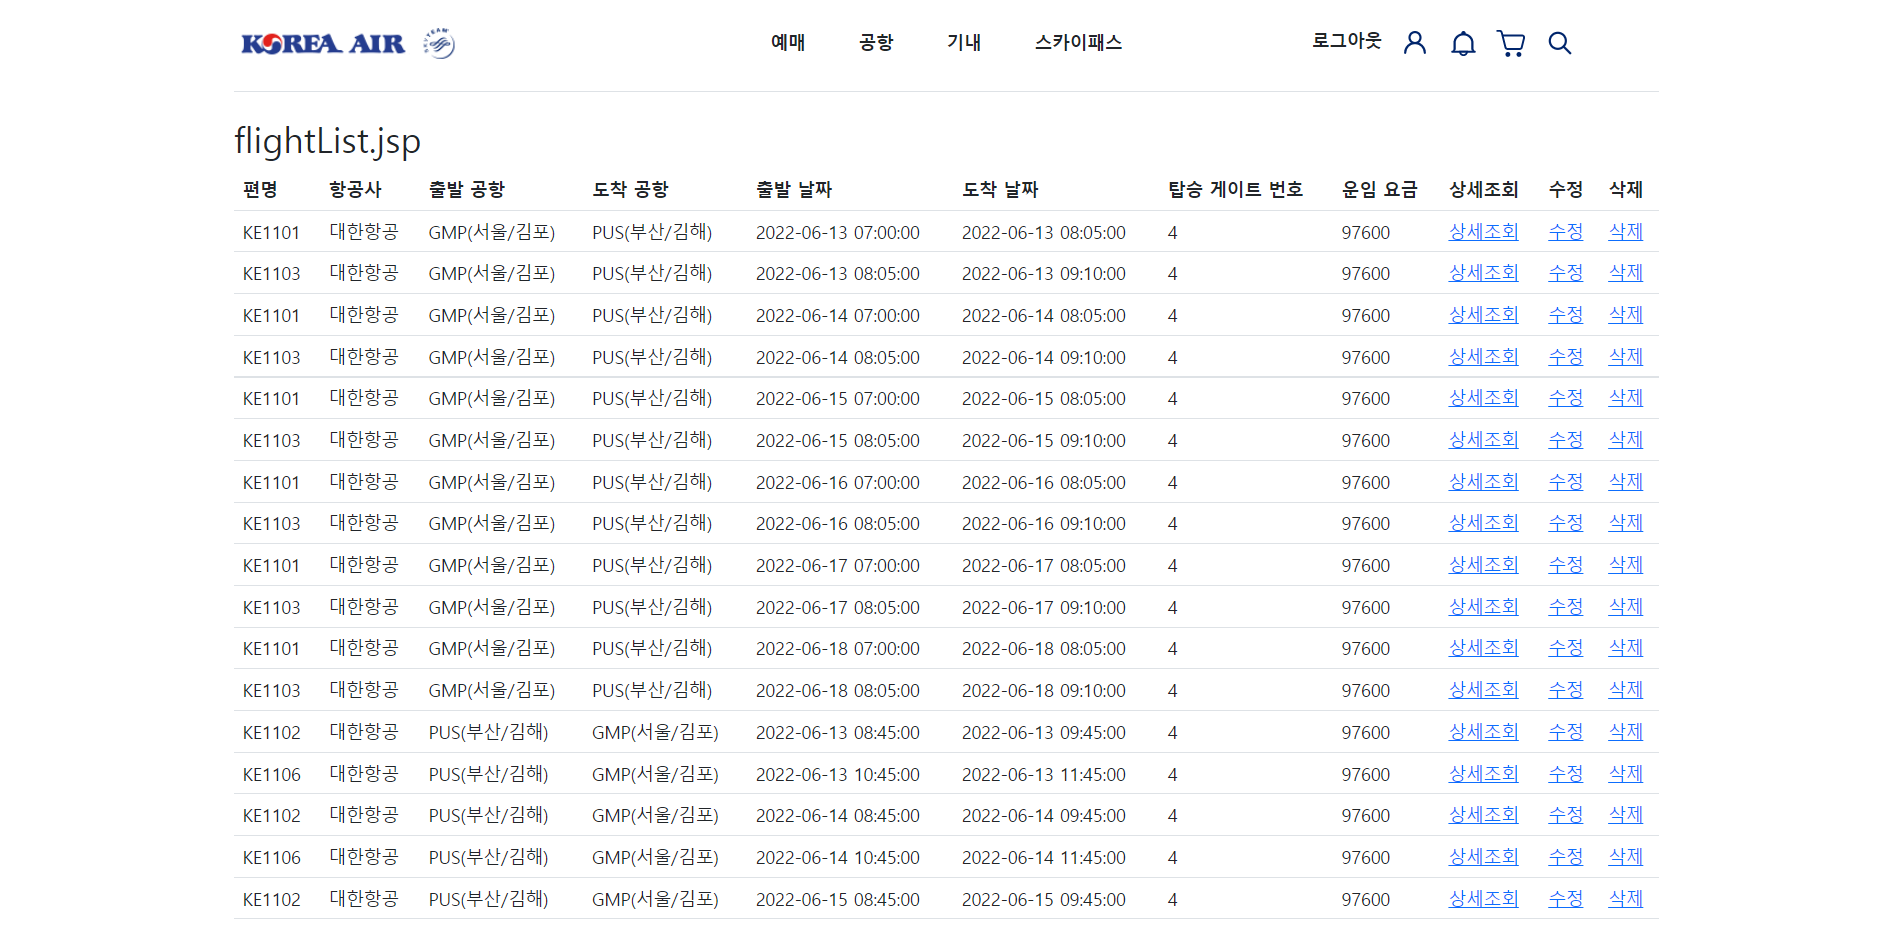 KOREA AIR SKYTEAM 예매 공항 기내 스카이패스 로그아웃
flightList.jsp
편명 항공사 출발 공항 도착 공항 출발 날짜 도착 날짜 탑승 게이트 번호 운임 요금 상세조회 수정 삭제
KE1101 대한항공 GMP(서울/김포) PUS(부산/김해) 2022-06-13 07:00:00 2022-06-13 08:05:00 4 97600 상세조회 수정 삭제
KE1103 대한항공 GMP(서울/김포) PUS(부산/김해) 2022-06-13 08:05:00 2022-06-13 09:10:00 4 97600 상세조회 수정 삭제
KE1101 대한항공 GMP(서울/김포) PUS(부산/김해) 2022-06-14 07:00:00 2022-06-14 08:05:00 4 97600 상세조회 수정 삭제
KE1103 대한항공 GMP(서울/김포) PUS(부산/김해) 2022-06-14 08:05:00 2022-06-14 09:10:00 4 97600 상세조회 수정 삭제
KE1101 대한항공 GMP(서울/김포) PUS(부산/김해) 2022-06-15 07:00:00 2022-06-15 08:05:00 4 97600 상세조회 수정 삭제
KE1103 대한항공 GMP(서울/김포) PUS(부산/김해) 2022-06-15 08:05:00 2022-06-15 09:10:00 4 97600 상세조회 수정 삭제
KE1101 대한항공 GMP(서울/김포) PUS(부산/김해) 2022-06-16 07:00:00 2022-06-16 08:05:00 4 97600 상세조회 수정 삭제
KE1103 대한항공 GMP(서울/김포) PUS(부산/김해) 2022-06-16 08:05:00 2022-06-16 09:10:00 4 97600 상세조회 수정 삭제
KE1101 대한항공 GMP(서울/김포) PUS(부산/김해) 2022-06-17 07:00:00 2022-06-17 08:05:00 4 97600 상세조회 수정 삭제
KE1103 대한항공 GMP(서울/김포) PUS(부산/김해) 2022-06-17 08:05:00 2022-06-17 09:10:00 4 97600 상세조회 수정 삭제
KE1101 대한항공 GMP(서울/김포) PUS(부산/김해) 2022-06-18 07:00:00 2022-06-18 08:05:00 4 97600 상세조회 수정 삭제
KE1103 대한항공 GMP(서울/김포) PUS(부산/김해) 2022-06-18 08:05:00 2022-06-18 09:10:00 4 97600 상세조회 수정 삭제
KE1102 대한항공 PUS(부산/김해) GMP(서울/김포) 2022-06-13 08:45:00 2022-06-13 09:45:00 4 97600 상세조회 수정 삭제
KE1106 대한항공 PUS(부산/김해) GMP(서울/김포) 2022-06-13 10:45:00 2022-06-13 11:45:00 4 97600 상세조회 수정 삭제
KE1102 대한항공 PUS(부산/김해) GMP(서울/김포) 2022-06-14 08:45:00 2022-06-14 09:45:00 4 97600 상세조회 수정 삭제
KE1106 대한항공 PUS(부산/김해) GMP(서울/김포) 2022-06-14 10:45:00 2022-06-14 11:45:00 4 97600 상세조회 수정 삭제
KE1102 대한항공 PUS(부산/김해) GMP(서울/김포) 2022-06-15 08:45:00 2022-06-15 09:45:00 4 97600 상세조회 수정 삭제